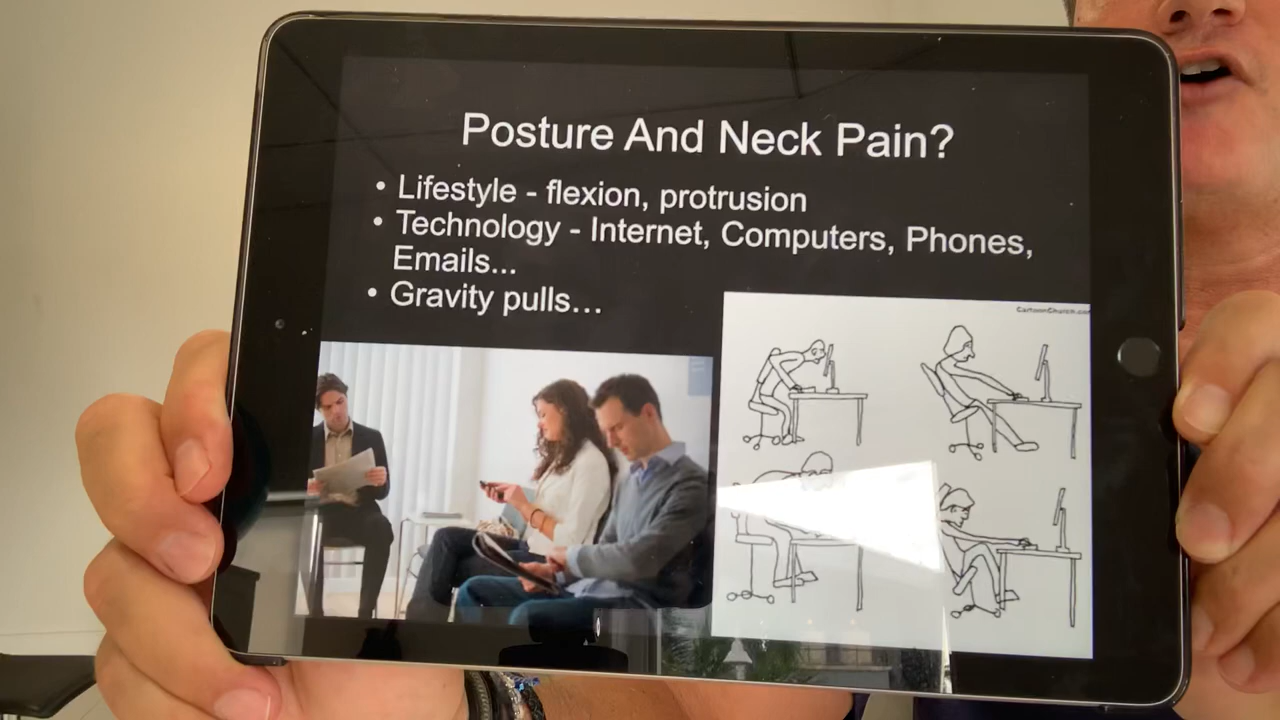 Posture And Neck Pain?
• Lifestyle - flexion, protrusion
• Technology - Internet, Computers, Phones,
Emails...
• Gravity pulls...
CartoonChurch.com